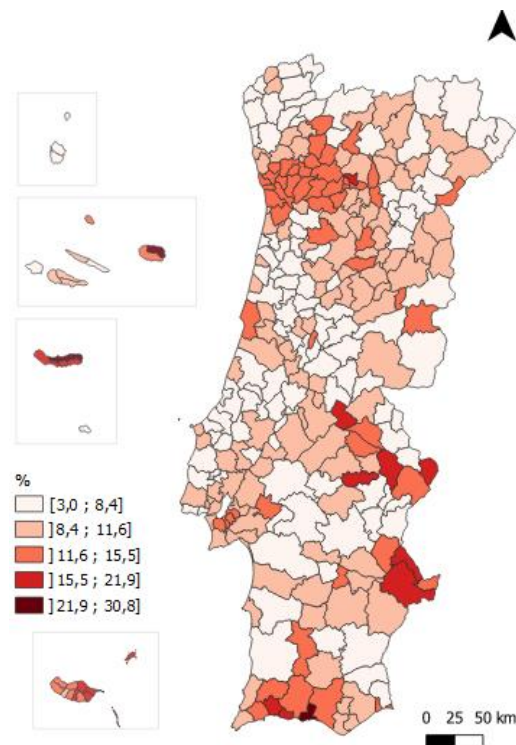 %
[3,0 ; 8,4]
]8,4 ; 11,6]
]11,6 ; 15,5]
]15,5 ; 21,9]
]21,9 ; 30,8]
0 25 50 km